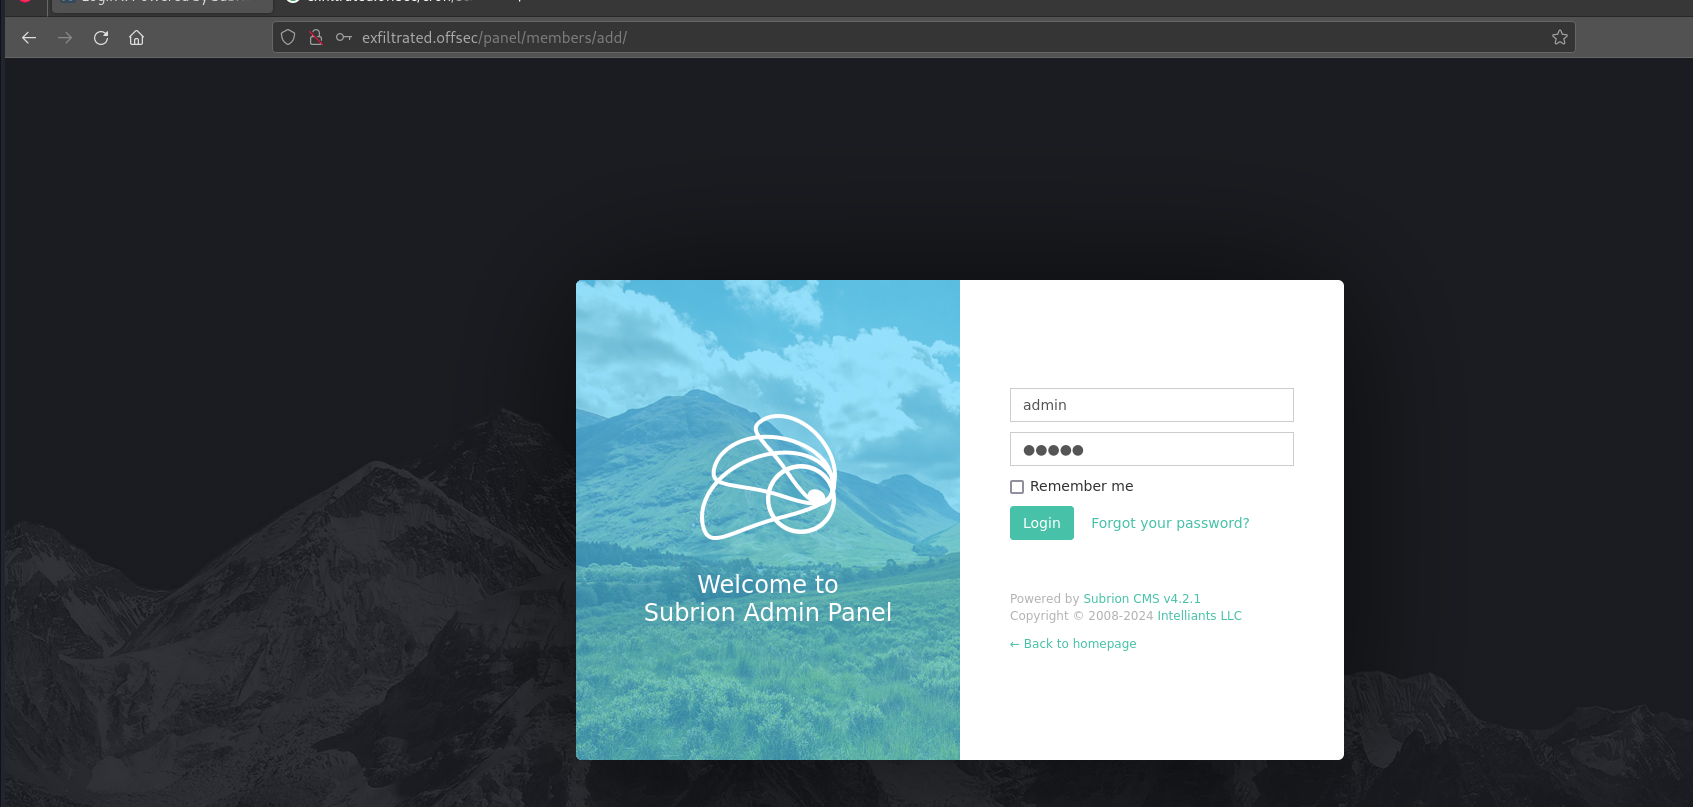 exfiltrated.offsec/panel/members/add/
admin
Remember me
Login Forgot your password?
Welcome to
Subrion Admin Panel
Powered by Subrion CMS v4.2.1
Copyright © 2008-2024 Intelliants LLC
← Back to homepage